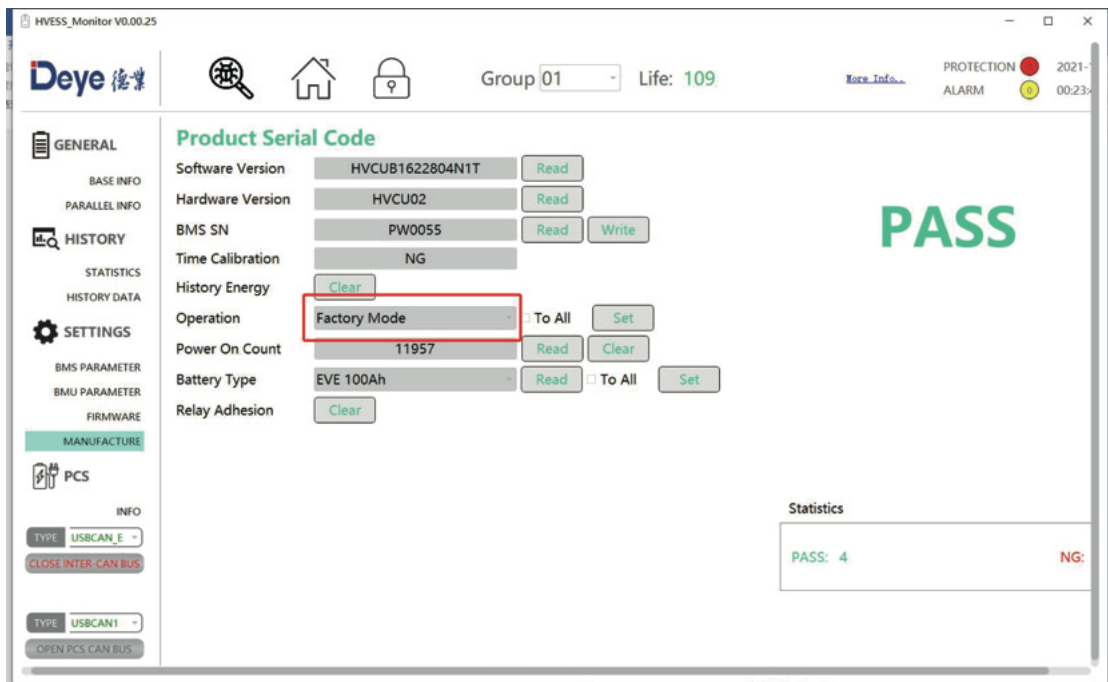 HVESS_Monitor V0.00.25
Deye 德業
Group 01 Life: 109
More Info..
PROTECTION
ALARM 0
2021-
00:23:
GENERAL
BASE INFO
PARALLEL INFO
HISTORY
STATISTICS
HISTORY DATA
SETTINGS
BMS PARAMETER
BMU PARAMETER
FIRMWARE
MANUFACTURE
PCS
INFO
TYPE USBCAN_E
CLOSE INTER-CAN BUS
TYPE USBCAN1
OPEN PCS CAN BUS
Product Serial Code
Software Version HVCUB1622804N1T Read
Hardware Version HVCU02 Read
BMS SN PW0055 Read Write
Time Calibration NG
History Energy Clear
Operation Factory Mode To All Set
Power On Count 11957 Read Clear
Battery Type EVE 100Ah Read To All Set
Relay Adhesion Clear
PASS
Statistics
PASS: 4 NG: